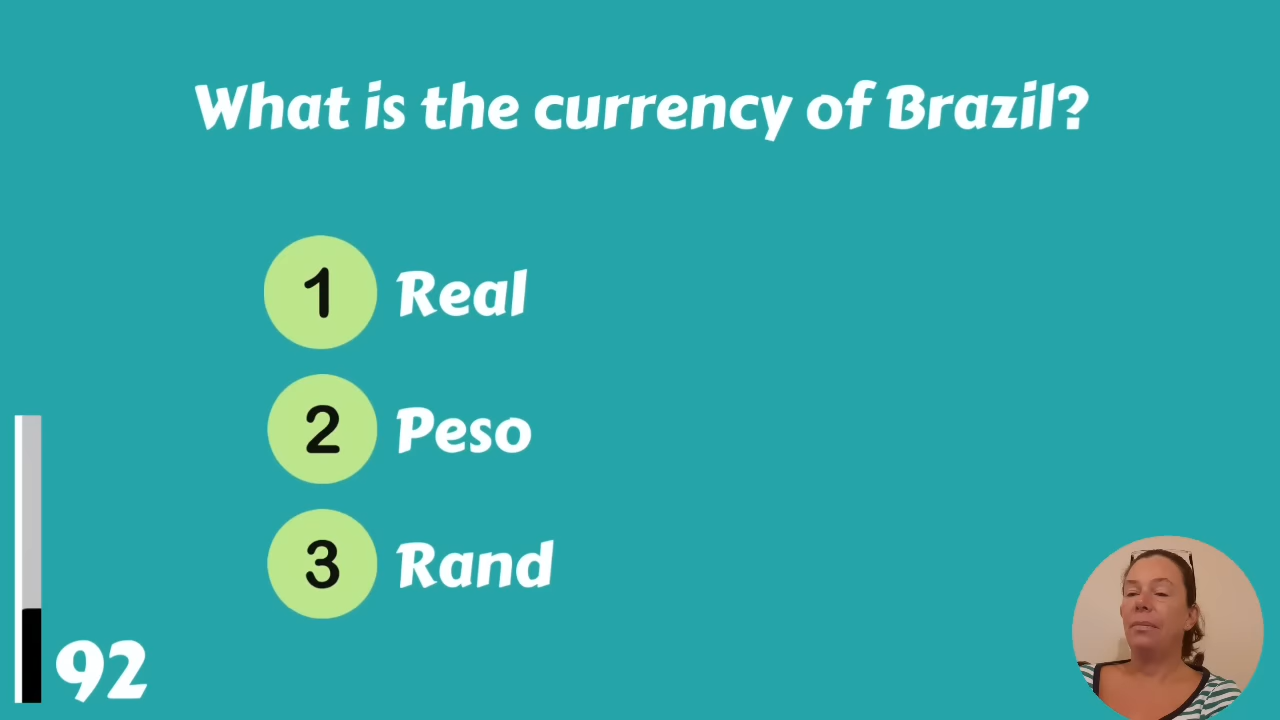 What is the currency of Brazil?
1 Real
2 Peso
3 Rand
92